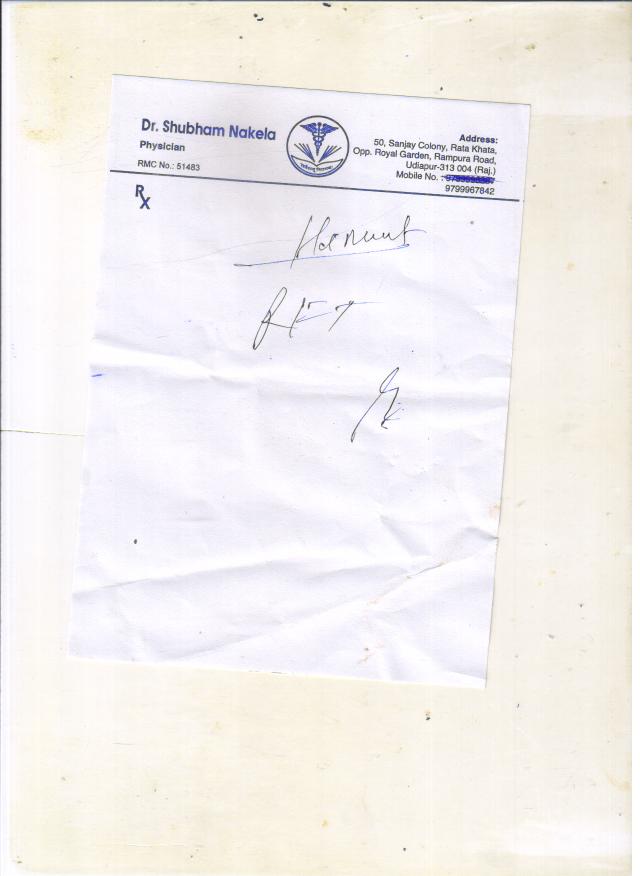 Dr. Shubham Nakela
Physician
RMC No.: 51483
Address:
50, Sanjay Colony, Rata Khata,
Opp. Royal Garden, Rampura Road,
Udiapur-313 004 (Raj.)
Mobile No. :
9799967842
Rx